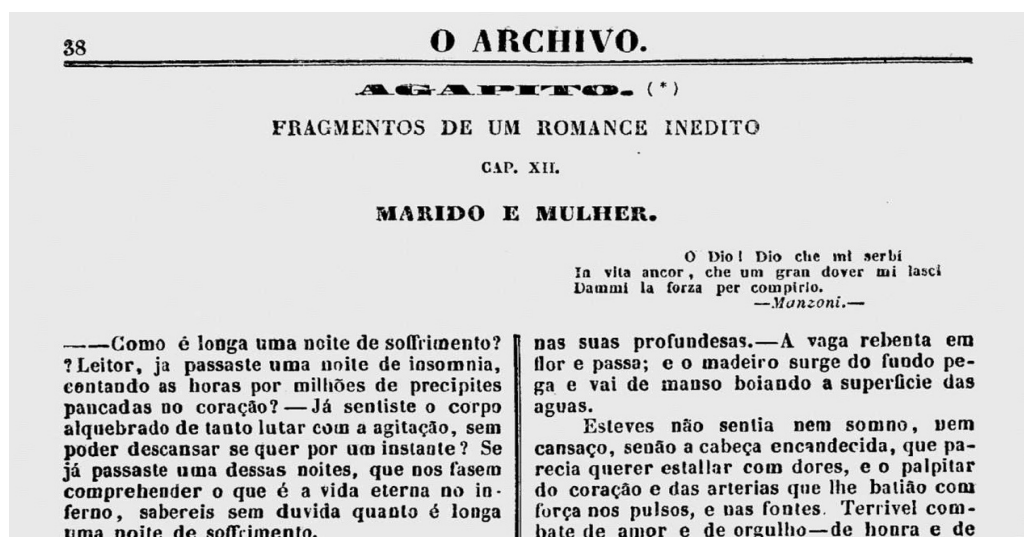 38
O ARCHIVO.
AGAPITO. (*)
FRAGMENTOS DE UM ROMANCE INEDITO
CAP. XII.
MARIDO E MULHER.
O Dio! Dio che mi serbi
In vita ancor, che um gran dover mi lasci
Dammi la forza per compirlo.
—Manzoni.—
——Como é longa uma noite de soffrimento?
? Leitor, ja passaste uma noite de insomnia,
contando as horas por milhões de precipites
pancadas no coração? — Já sentiste o corpo
alquebrado de tanto lutar com a agitação, sem
poder descansar se quer por um instante? Se
já passaste uma dessas noites, que nos fasem
comprehender o que é a vida eterna no in-
ferno, sabereis sem duvida quanto é longa
uma noite de soffrimento.
nas suas profundesas.—A vaga rebenta em
flor e passa; e o madeiro surge do fundo pe-
ga e vai de manso boiando a superficie das
aguas.
Esteves não sentia nem somno, nem
cansaço, senão a cabeça encandecida, que pa-
recia querer estallar com dores, e o palpitar
do coração e das arterias que lhe batião com
força nos pulsos, e nas fontes. Terrivel com-
bate de amor e de orgulho—de honra e de